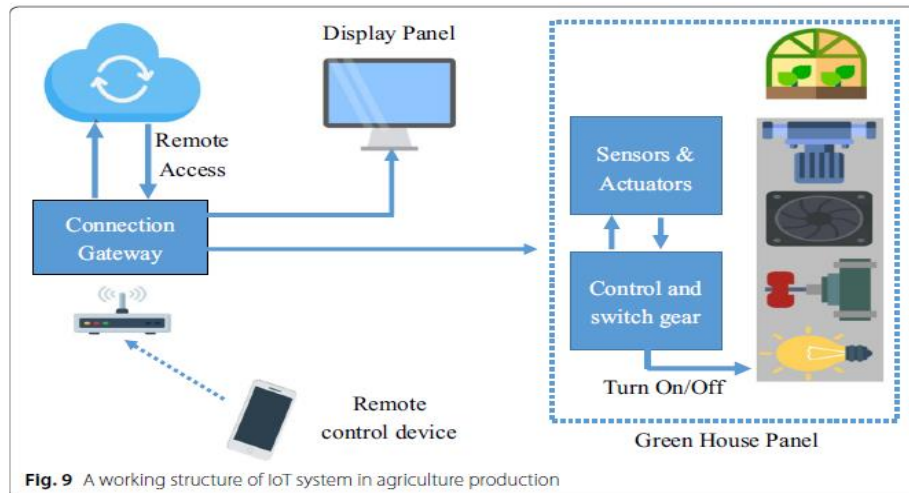 Display Panel
Remote
Access
Connection
Gateway
Sensors &
Actuators
Control and
switch gear
Turn On/Off
Remote
control device
Green House Panel
Fig. 9 A working structure of IoT system in agriculture production